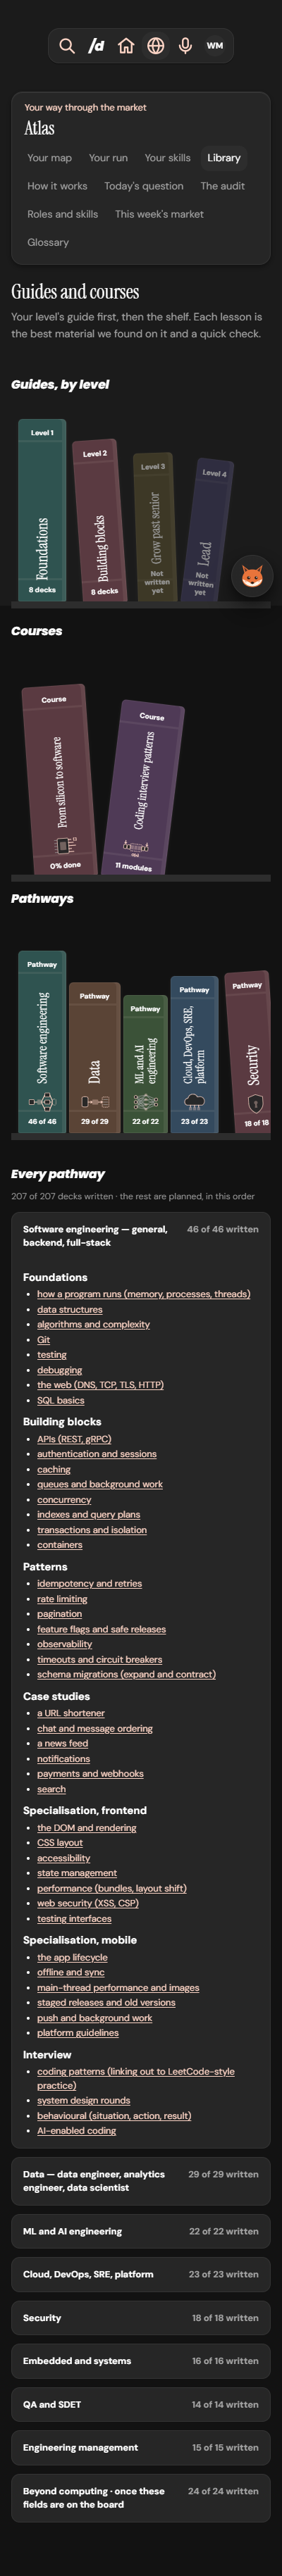 /d
WM
Your way through the market
Atlas
Your map
Your run
Your skills
Library
How it works
Today's question
The audit
Roles and skills
This week's market
Glossary
Guides and courses
Your level's guide first, then the shelf. Each lesson is
the best material we found on it and a quick check.
Guides, by level
Level 1
Foundations
8 decks
Level 2
Building blocks
8 decks
Level 3
Grow past senior
Not
written
yet
Level 4
Lead
Not
written
yet
Courses
Course
From silicon to software
0% done
Course
Coding interview patterns
11 modules
Pathways
Pathway
Software engineering
46 of 46
Pathway
Data
29 of 29
Pathway
ML and AI
engineering
22 of 22
Pathway
Cloud, DevOps, SRE,
platform
23 of 23
Pathway
Security
18 of 18
Every pathway
207 of 207 decks written · the rest are planned, in this order
Software engineering — general,
backend, full-stack
46 of 46 written
Foundations
• how a program runs (memory, processes, threads)
• data structures
• algorithms and complexity
• Git
• testing
• debugging
• the web (DNS, TCP, TLS, HTTP)
• SQL basics
Building blocks
• APIs (REST, gRPC)
• authentication and sessions
• caching
• queues and background work
• concurrency
• indexes and query plans
• transactions and isolation
• containers
Patterns
• idempotency and retries
• rate limiting
• pagination
• feature flags and safe releases
• observability
• timeouts and circuit breakers
• schema migrations (expand and contract)
Case studies
• a URL shortener
• chat and message ordering
• a news feed
• notifications
• payments and webhooks
• search
Specialisation, frontend
• the DOM and rendering
• CSS layout
• accessibility
• state management
• performance (bundles, layout shift)
• web security (XSS, CSP)
• testing interfaces
Specialisation, mobile
• the app lifecycle
• offline and sync
• main-thread performance and images
• staged releases and old versions
• push and background work
• platform guidelines
Interview
• coding patterns (linking out to LeetCode-style
practice)
• system design rounds
• behavioural (situation, action, result)
• AI-enabled coding
Data — data engineer, analytics
engineer, data scientist
29 of 29 written
ML and AI engineering
22 of 22 written
Cloud, DevOps, SRE, platform
23 of 23 written
Security
18 of 18 written
Embedded and systems
16 of 16 written
QA and SDET
14 of 14 written
Engineering management
15 of 15 written
Beyond computing · once these
fields are on the board
24 of 24 written